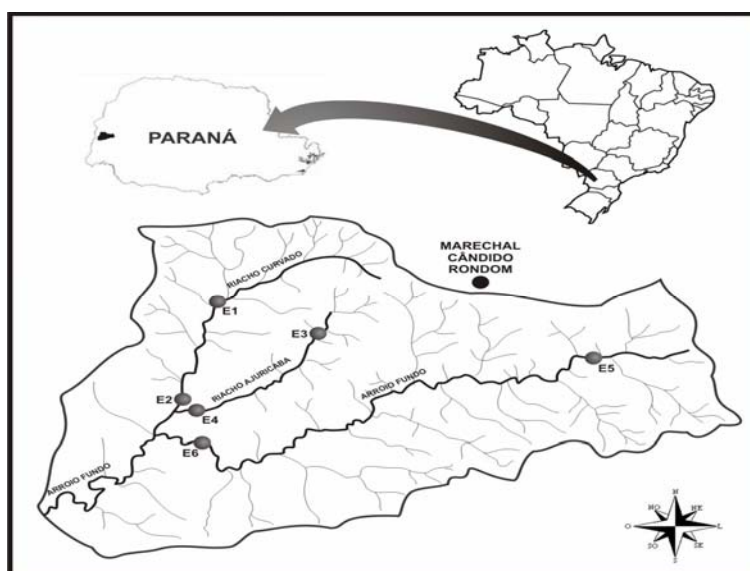 PARANÁ
MARECHAL
CÂNDIDO
RONDOM
RIACHO CURVADO
E1
E3
RIACHO AJURICABA
E5
ARROIO FUNDO
E2
E4
E6
ARROIO FUNDO
N
NO
NE
O
L
SO
SE
S